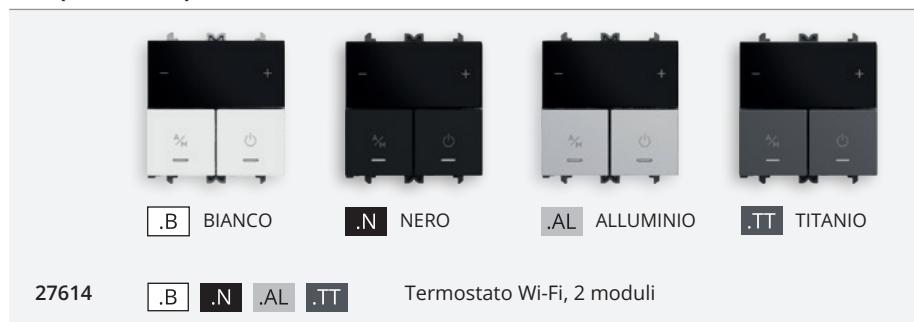 - +
- +
- +
- +
A/M
A/M
A/M
A/M
.B BIANCO
.N NERO
.AL ALLUMINIO
.TT TITANIO
27614 .B .N .AL .TT Termostato Wi-Fi, 2 moduli